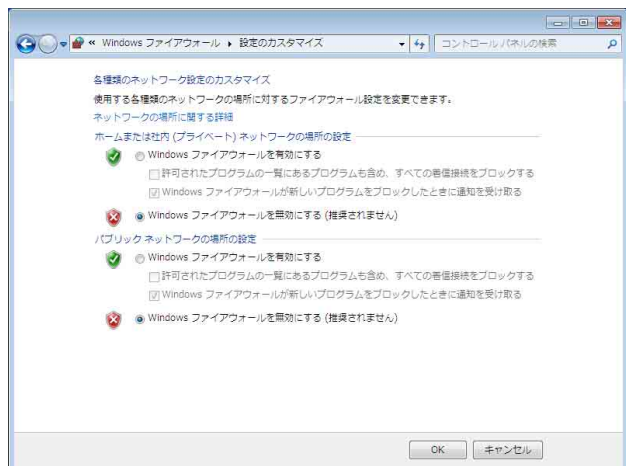 « Windows ファイアウォール ▸ 設定のカスタマイズ
コントロール パネルの検索
各種類のネットワーク設定のカスタマイズ
使用する各種類のネットワークの場所に対するファイアウォール設定を変更できます。
ネットワークの場所に関する詳細
ホームまたは社内 (プライベート) ネットワークの場所の設定
Windows ファイアウォールを有効にする
許可されたプログラムの一覧にあるプログラムも含め、すべての着信接続をブロックする
Windows ファイアウォールが新しいプログラムをブロックしたときに通知を受け取る
Windows ファイアウォールを無効にする (推奨されません)
パブリック ネットワークの場所の設定
Windows ファイアウォールを有効にする
許可されたプログラムの一覧にあるプログラムも含め、すべての着信接続をブロックする
Windows ファイアウォールが新しいプログラムをブロックしたときに通知を受け取る
Windows ファイアウォールを無効にする (推奨されません)
OK
キャンセル